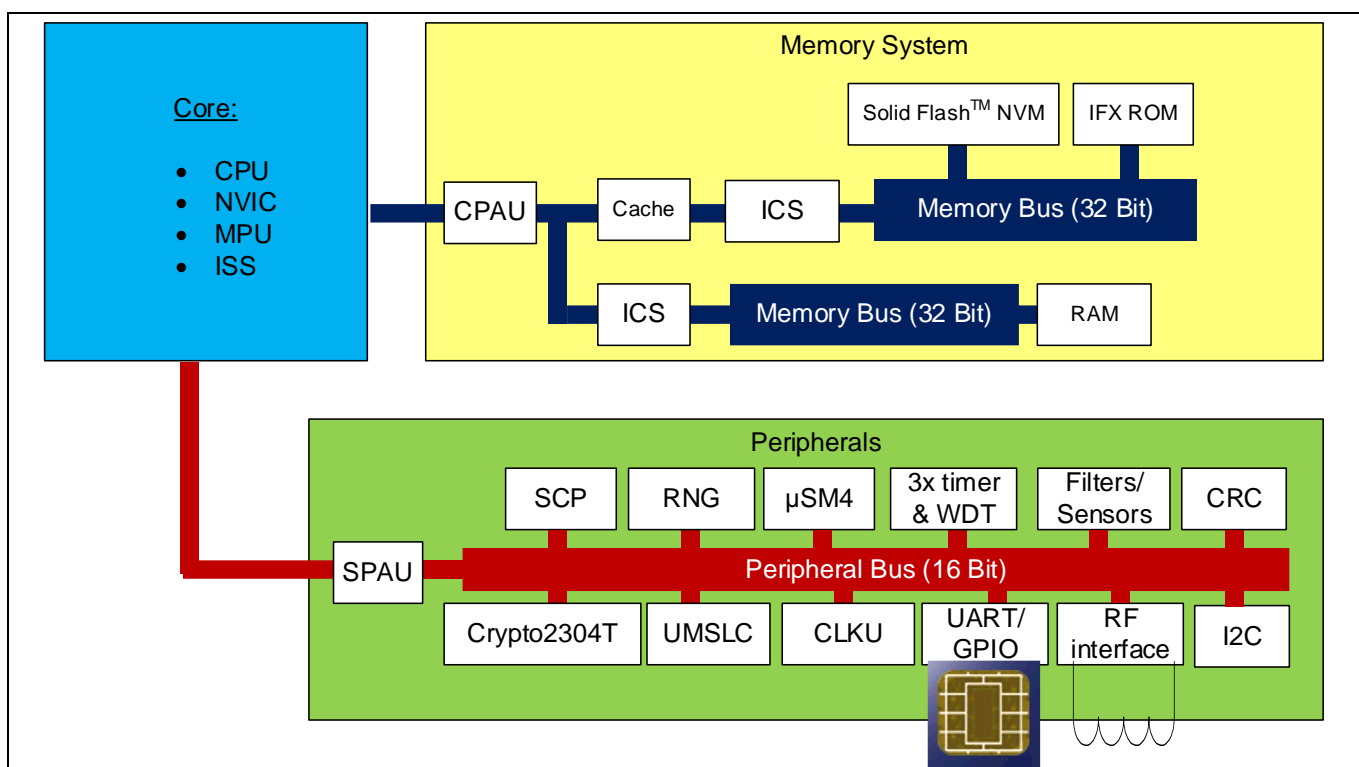 Core:
• CPU
• NVIC
• MPU
• ISS
Memory System
Solid Flash™ NVM
IFX ROM
CPAU
Cache
ICS
Memory Bus (32 Bit)
ICS
Memory Bus (32 Bit)
RAM
Peripherals
SCP
RNG
µSM4
3x timer
& WDT
Filters/
Sensors
CRC
SPAU
Peripheral Bus (16 Bit)
Crypto2304T
UMSLC
CLKU
UART/
GPIO
RF
interface
I2C